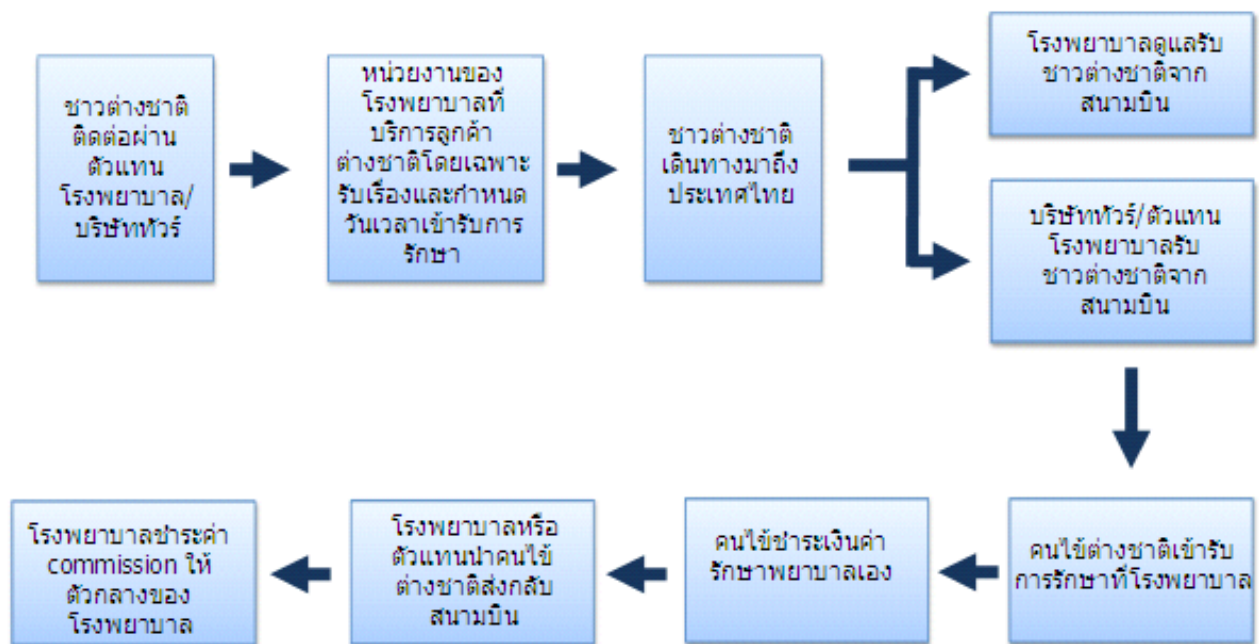 ชาวต่างชาติ
ติดต่อผ่าน
ตัวแทน
โรงพยาบาล/
บริษัททัวร์
หน่วยงานของ
โรงพยาบาลที่
บริการลูกค้า
ต่างชาติโดยเฉพาะ
รับเรื่องและกำหนด
วันเวลาเข้ารับการ
รักษา
ชาวต่างชาติ
เดินทางมาถึง
ประเทศไทย
โรงพยาบาลดูแลรับ
ชาวต่างชาติจาก
สนามบิน
บริษัททัวร์/ตัวแทน
โรงพยาบาลรับ
ชาวต่างชาติจาก
สนามบิน
คนไข้ต่างชาติเข้ารับ
การรักษาที่โรงพยาบาล
คนไข้ชำระเงินค่า
รักษาพยาบาลเอง
โรงพยาบาลหรือ
ตัวแทนนำคนไข้
ต่างชาติส่งกลับ
สนามบิน
โรงพยาบาลชำระค่า
commission ให้
ตัวกลางของ
โรงพยาบาล